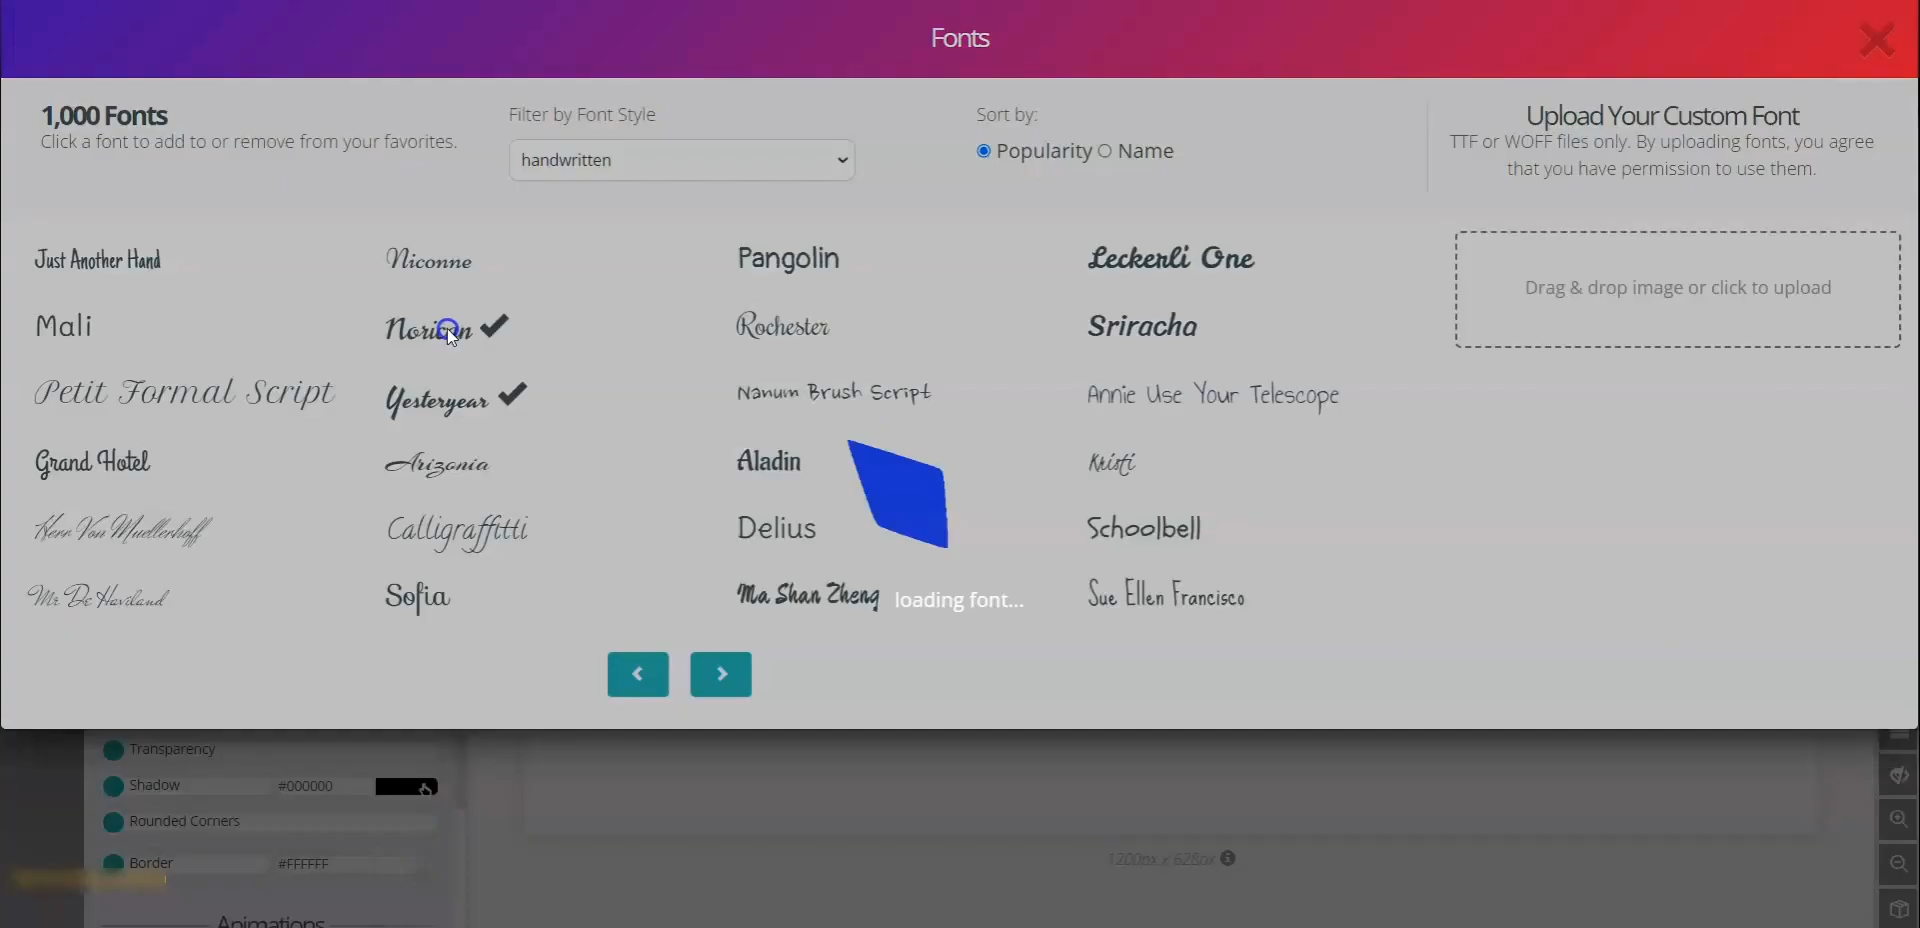 Fonts
1,000 Fonts
Click a font to add to or remove from your favorites.
Filter by Font Style
handwritten
Sort by:
Popularity
Name
Upload Your Custom Font
TTF or WOFF files only. By uploading fonts, you agree
that you have permission to use them.
Just Another Hand
Niconne
Pangolin
Leckerli One
Drag & drop image or click to upload
Mali
Norican
Rochester
Sriracha
Petit Formal Script
Yesteryear
Nanum Brush Script
Annie Use Your Telescope
Grand Hotel
Arizonia
Aladin
Kristi
Herr Von Muellerhoff
Calligraffitti
Delius
Schoolbell
Mr De Haviland
Sofia
Ma Shan Zheng
loading font...
Sue Ellen Francisco
Transparency
Shadow
#000000
Rounded Corners
Border
#FFFFFF
1200px x 628px
Animations